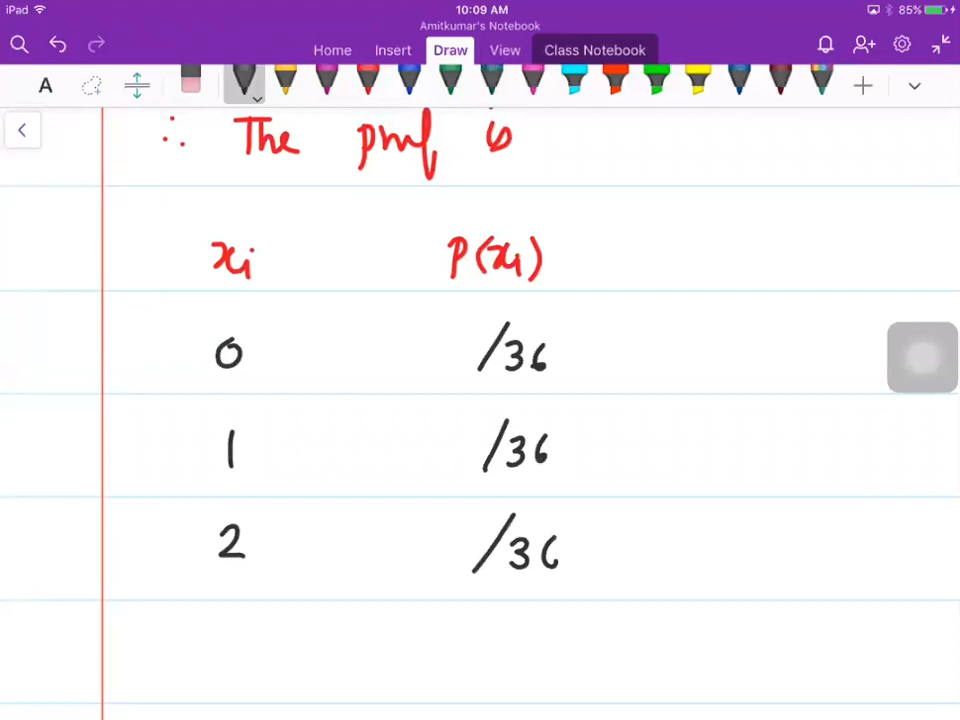 iPad 10:09 AM 85%
Amitkumar's Notebook
Home Insert Draw View Class Notebook
A
∴ The pmf is
xi P(xi)
0 /36
1 /36
2 /36